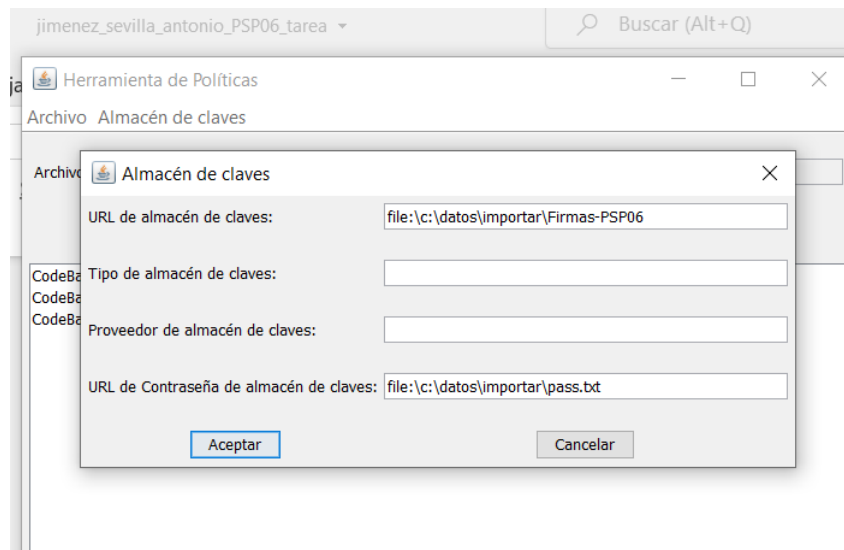 jimenez_sevilla_antonio_PSP06_tarea
Buscar (Alt+Q)
ja
Herramienta de Políticas
Archivo Almacén de claves
Archivo
Almacén de claves
URL de almacén de claves:
file:\c:\datos\importar\Firmas-PSP06
Tipo de almacén de claves:
CodeBa
CodeBa
CodeBa
Proveedor de almacén de claves:
URL de Contraseña de almacén de claves: file:\c:\datos\importar\pass.txt
Aceptar Cancelar